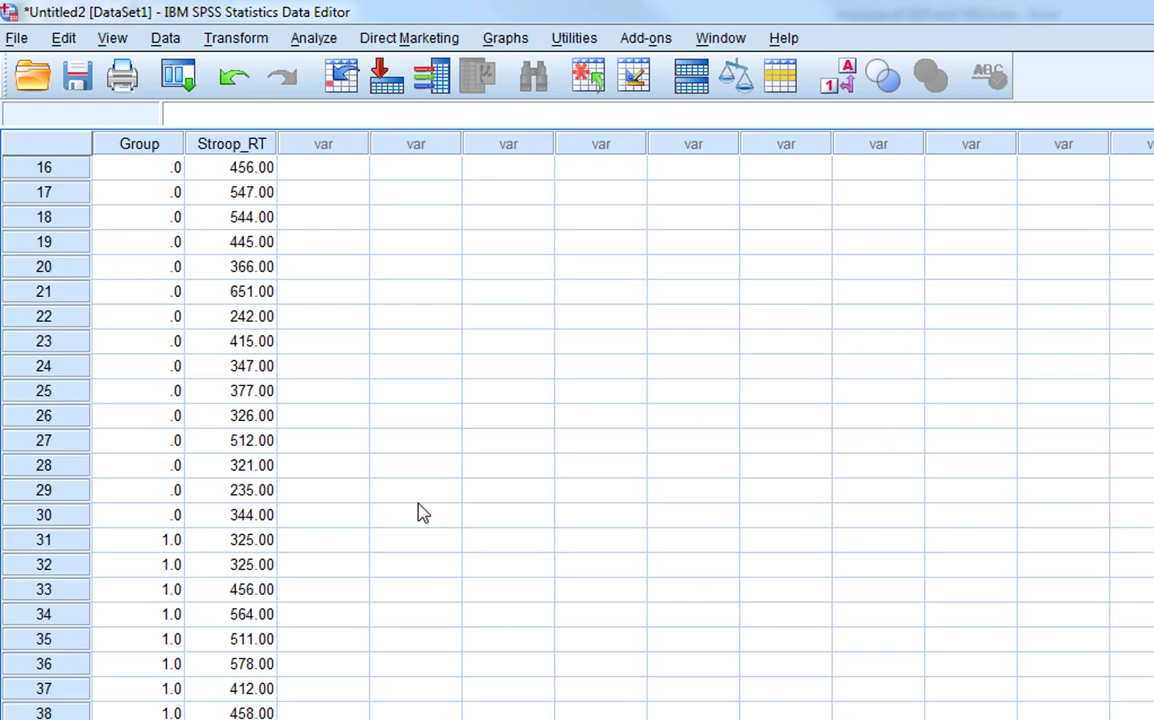 *Untitled2 [DataSet1] - IBM SPSS Statistics Data Editor
File Edit View Data Transform Analyze Direct Marketing Graphs Utilities Add-ons Window Help
Group Stroop_RT var var var var var var var var var v
16 .0 456.00
17 .0 547.00
18 .0 544.00
19 .0 445.00
20 .0 366.00
21 .0 651.00
22 .0 242.00
23 .0 415.00
24 .0 347.00
25 .0 377.00
26 .0 326.00
27 .0 512.00
28 .0 321.00
29 .0 235.00
30 .0 344.00
31 1.0 325.00
32 1.0 325.00
33 1.0 456.00
34 1.0 564.00
35 1.0 511.00
36 1.0 578.00
37 1.0 412.00
38 1.0 458.00